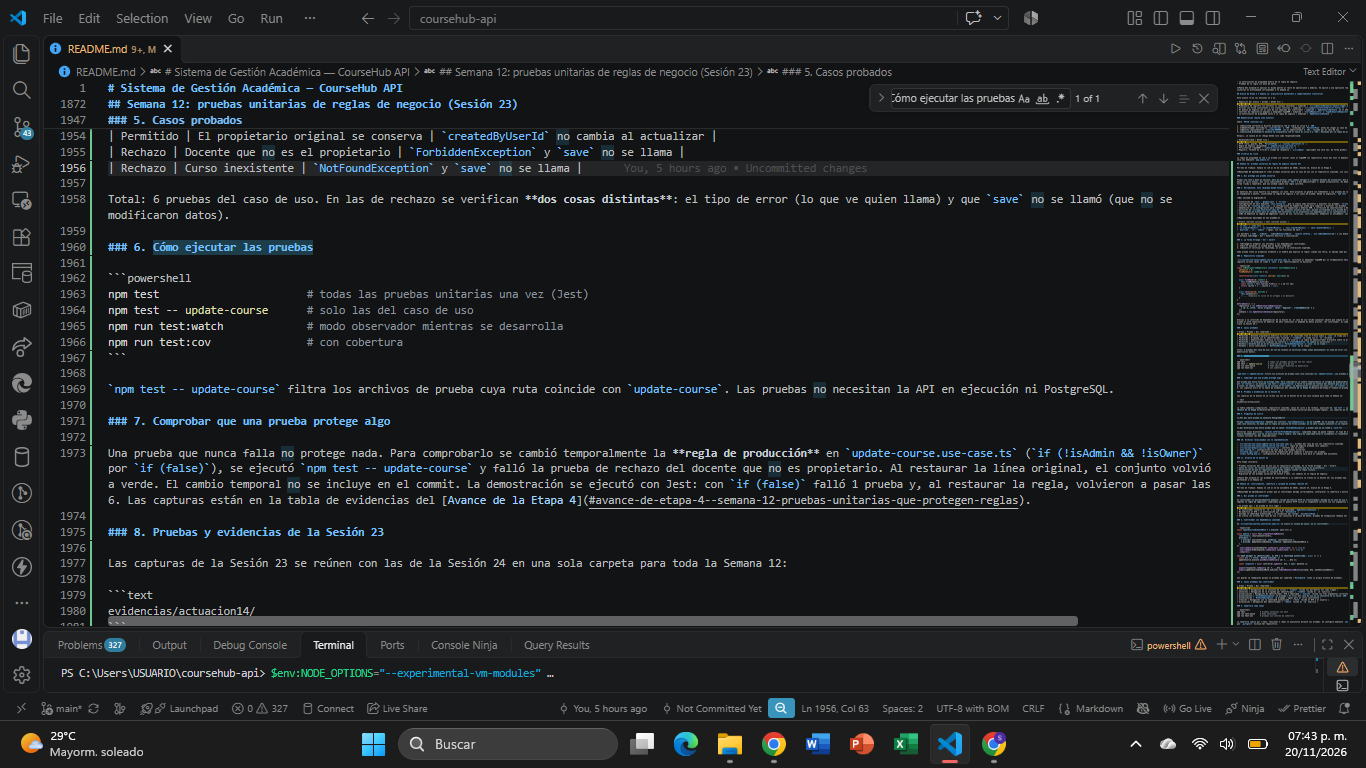 File Edit Selection View Go Run ··· coursehub-api
README.md 9+, M
README.md > # Sistema de Gestión Académica — CourseHub API > ## Semana 12: pruebas unitarias de reglas de negocio (Sesión 23) > ### 5. Casos probados Text Editor
1 # Sistema de Gestión Académica — CourseHub API
1872 ## Semana 12: pruebas unitarias de reglas de negocio (Sesión 23)
1947 ### 5. Casos probados
Cómo ejecutar las pruebas Aa ab .* 1 of 1
1954 | Permitido | El propietario original se conserva | `createdByUserId` no cambia al actualizar |
1955 | Rechazo | Docente que no es el propietario | `ForbiddenException` y `save` no se llama |
1956 | Rechazo | Curso inexistente | `NotFoundException` y `save` no se llama | You, 5 hours ago • Uncommitted changes
1957
1958 Total: 6 pruebas del caso de uso. En las de rechazo se verifican **dos cosas distintas**: el tipo de error (lo que ve quien llama) y que `save` no se llamó (que no se
modificaron datos).
1959
1960 ### 6. Cómo ejecutar las pruebas
1961
1962 ```powershell
1963 npm test # todas las pruebas unitarias una vez (Jest)
1964 npm test -- update-course # solo las del caso de uso
1965 npm run test:watch # modo observador mientras se desarrolla
1966 npm run test:cov # con cobertura
1967 ```
1968
1969 `npm test -- update-course` filtra los archivos de prueba cuya ruta coincide con `update-course`. Las pruebas no necesitan la API en ejecución ni PostgreSQL.
1970
1971 ### 7. Comprobar que una prueba protege algo
1972
1973 Una prueba que nunca falla no protege nada. Para comprobarlo se cambió temporalmente la **regla de producción** en `update-course.use-case.ts` (`if (!isAdmin && !isOwner)`
por `if (false)`), se ejecutó `npm test -- update-course` y falló la prueba de rechazo del docente que no es propietario. Al restaurar la línea original, el conjunto volvió
a verde. El cambio temporal no se incluye en el commit. La demostración se ejecutó con Jest: con `if (false)` falló 1 prueba y, al restaurar la regla, volvieron a pasar las
6. Las capturas están en la tabla de evidencias del [Avance de la Etapa 4](#avance-de-etapa-4--semana-12-pruebas-unitarias-que-protegen-reglas).
1974
1975 ### 8. Pruebas y evidencias de la Sesión 23
1976
1977 Las capturas de la Sesión 23 se reúnen con las de la Sesión 24 en una sola carpeta para toda la Semana 12:
1978
1979 ```text
1980 evidencias/actuacion14/
1981 ```
43
Problems 327 Output Debug Console Terminal Ports Console Ninja Query Results powershell
PS C:\Users\USUARIO\coursehub-api> $env:NODE_OPTIONS="--experimental-vm-modules" …
main* Launchpad 0 327 Connect Live Share You, 5 hours ago Not Committed Yet Ln 1956, Col 63 Spaces: 2 UTF-8 with BOM CRLF Markdown Go Live Ninja Prettier
29°C
Mayorm. soleado
Buscar
07:43 p. m.
20/11/2026